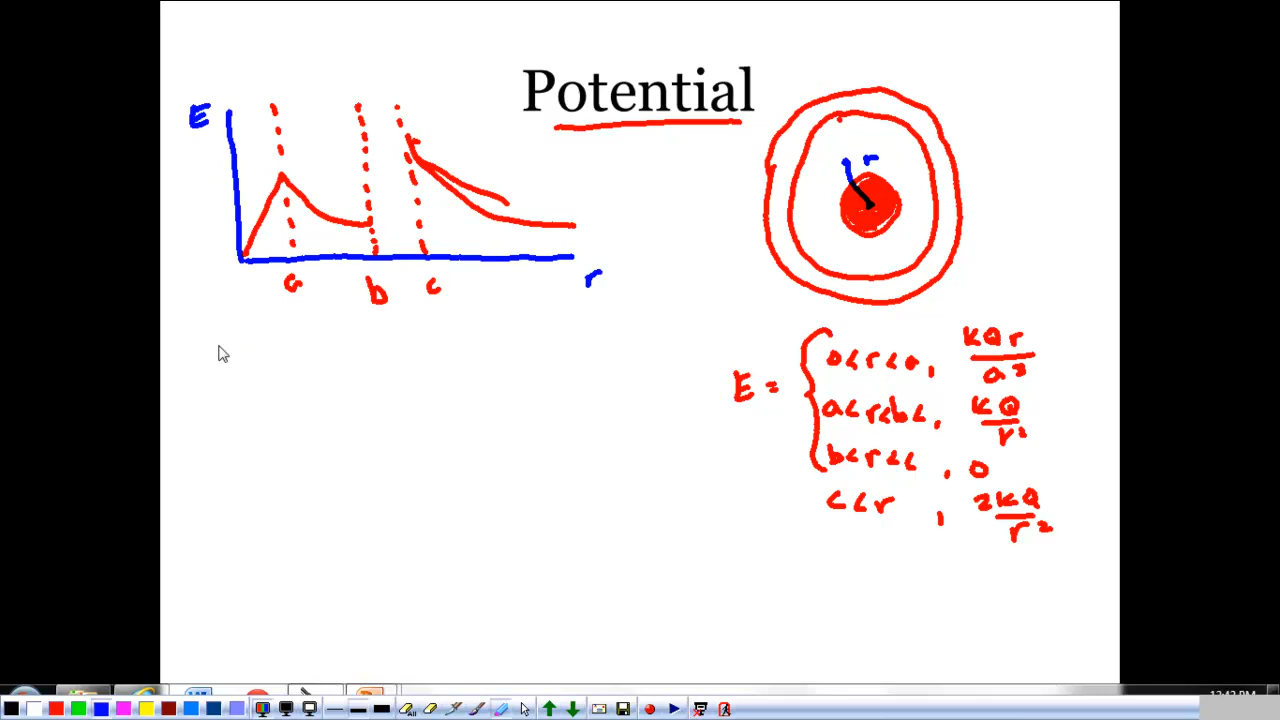 Potential
E
r
a b c
r
E =
0<r<a, kQr/a³
a<r<b<, kQ/r²
b<r<c, 0
c<r, 2kQ/r²